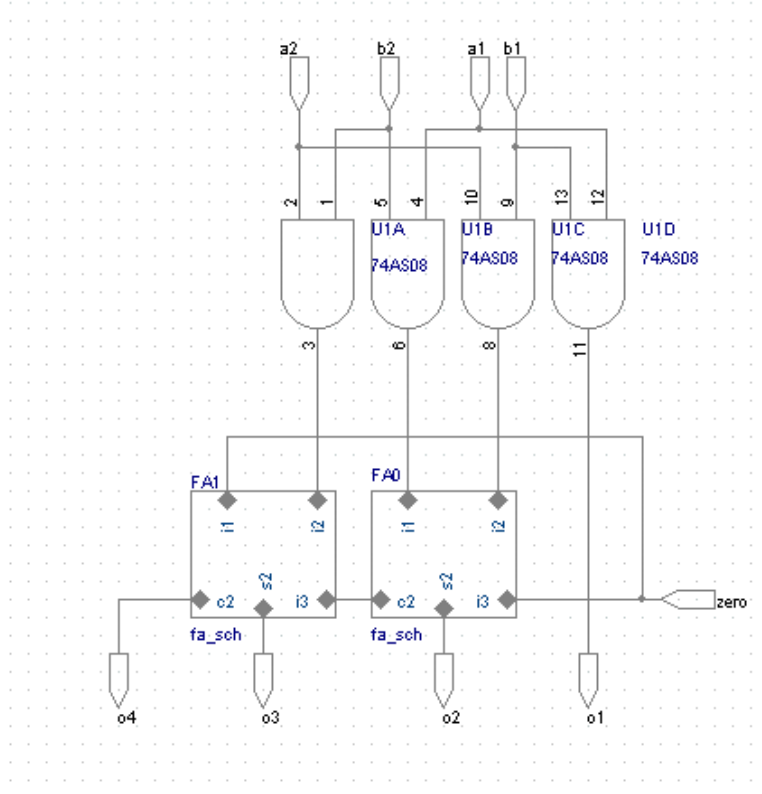 a2 b2 a1 b1
2 1 5 4 10 9 13 12
U1A U1B U1C U1D
74AS08 74AS08 74AS08 74AS08
3 6 8 11
FA1 FA0
i1 i2 i1 i2
s2 s2
c2 i3 c2 i3 zero
fa_sch fa_sch
o4 o3 o2 o1